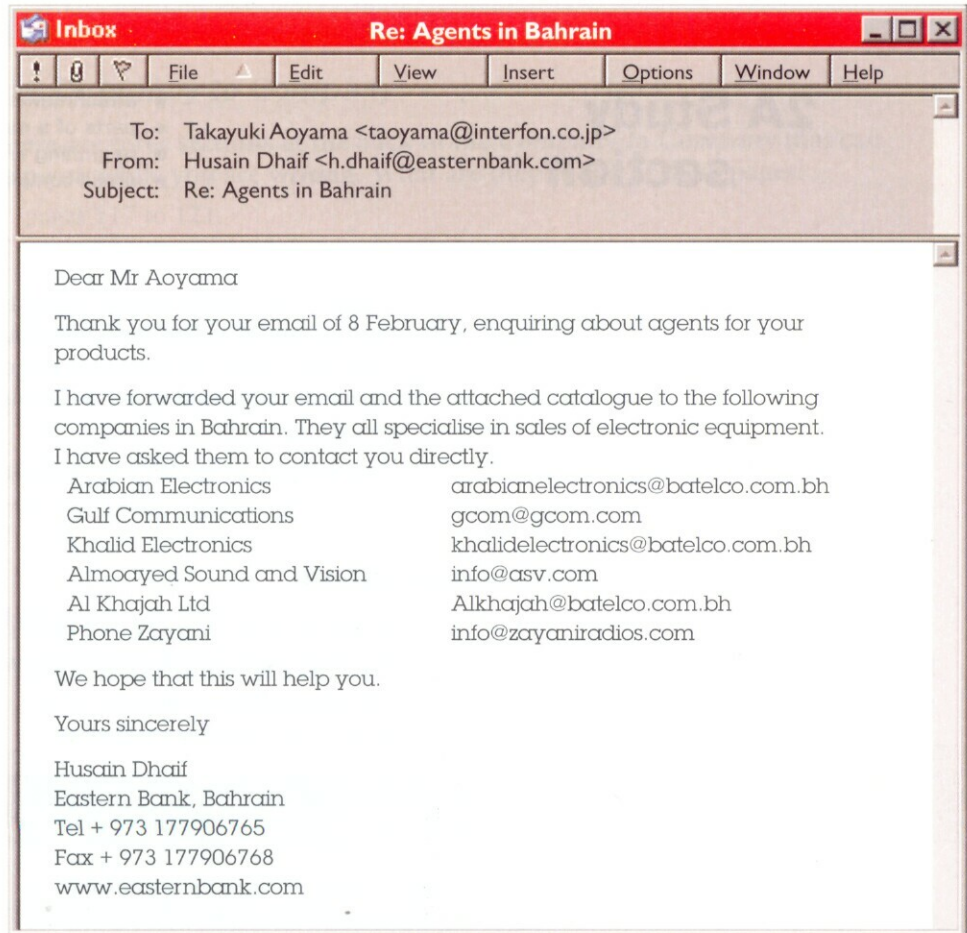 Inbox Re: Agents in Bahrain
File Edit View Insert Options Window Help
2A Study
section
To: Takayuki Aoyama <taoyama@interfon.co.jp>
From: Husain Dhaif <h.dhaif@easternbank.com>
Subject: Re: Agents in Bahrain
Dear Mr Aoyama
Thank you for your email of 8 February, enquiring about agents for your
products.
I have forwarded your email and the attached catalogue to the following
companies in Bahrain. They all specialise in sales of electronic equipment.
I have asked them to contact you directly.
Arabian Electronics arabianelectronics@batelco.com.bh
Gulf Communications gcom@gcom.com
Khalid Electronics khalidelectronics@batelco.com.bh
Almoayed Sound and Vision info@asv.com
Al Khajah Ltd Alkhajah@batelco.com.bh
Phone Zayani info@zayaniradios.com
We hope that this will help you.
Yours sincerely
Husain Dhaif
Eastern Bank, Bahrain
Tel + 973 177906765
Fax + 973 177906768
www.easternbank.com